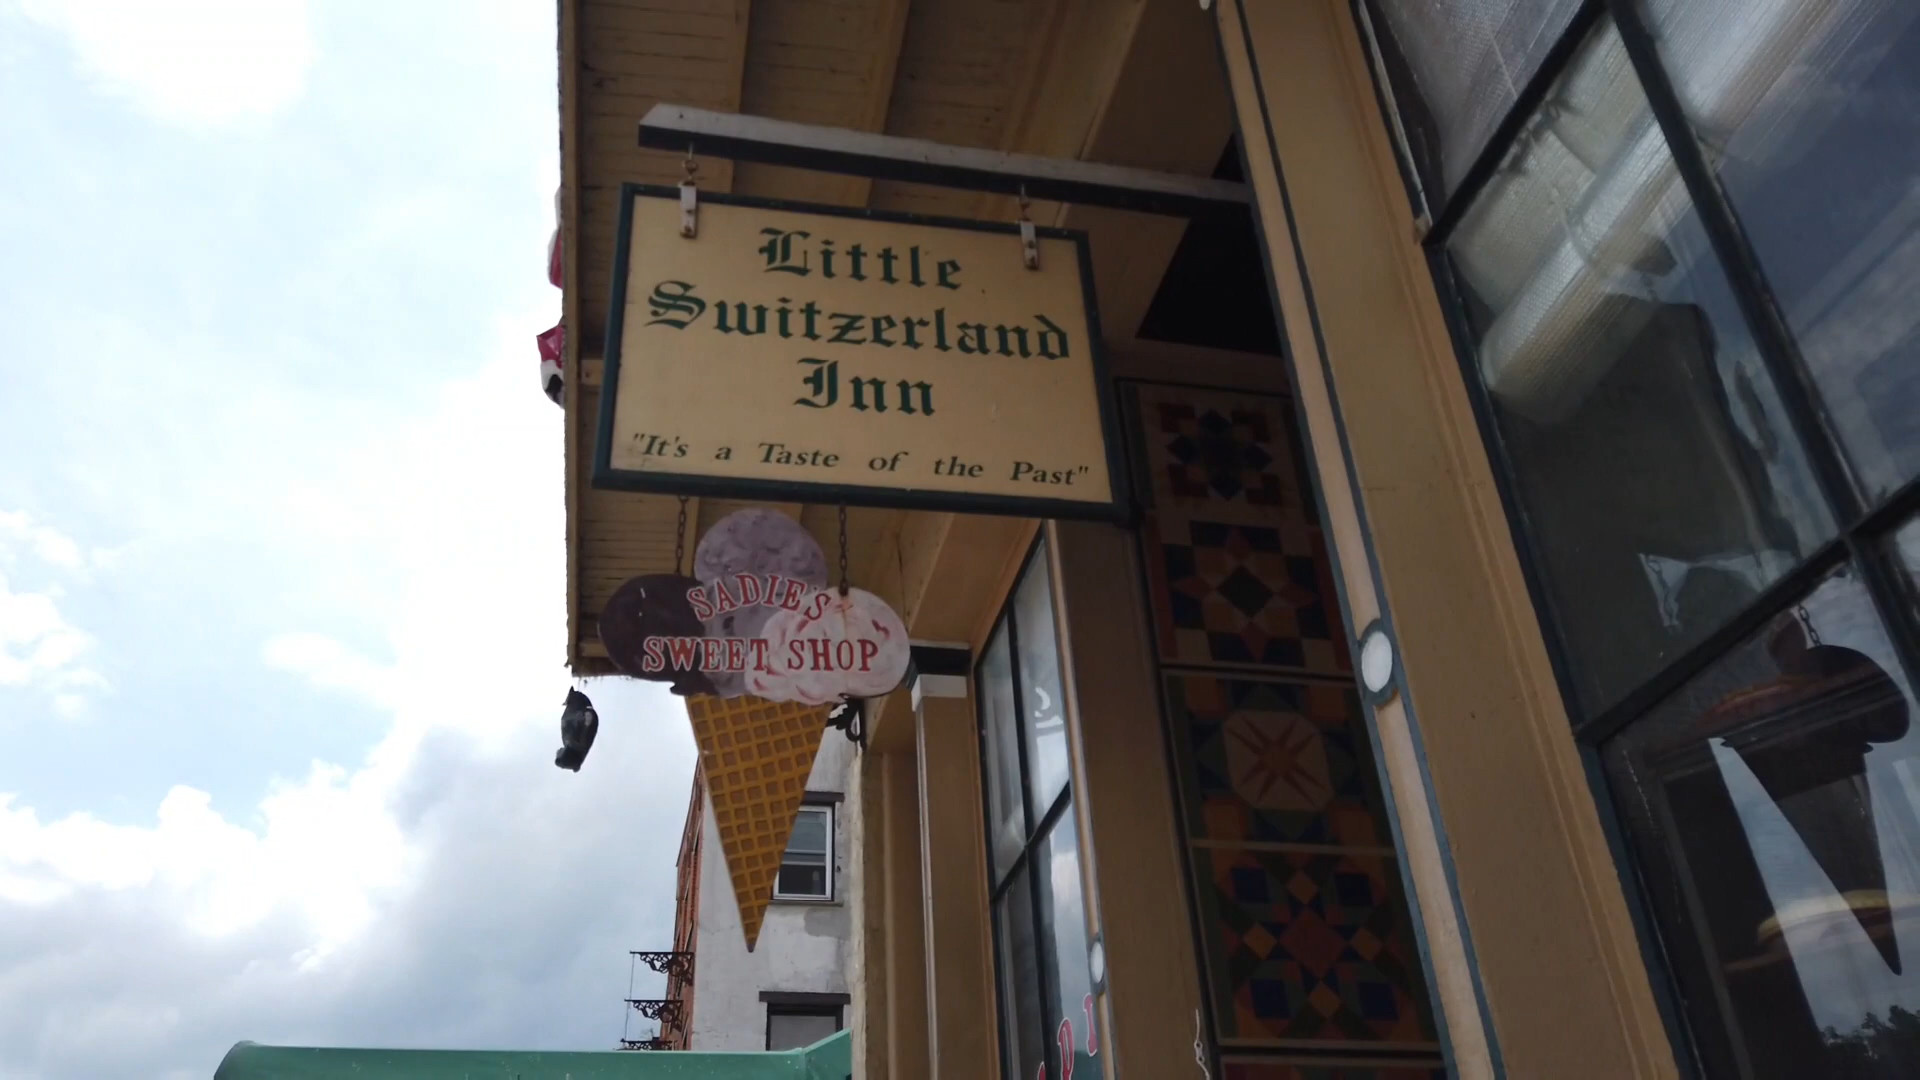 Little
Switzerland
Inn
"It's a Taste of the Past"
SADIE'S
SWEET SHOP